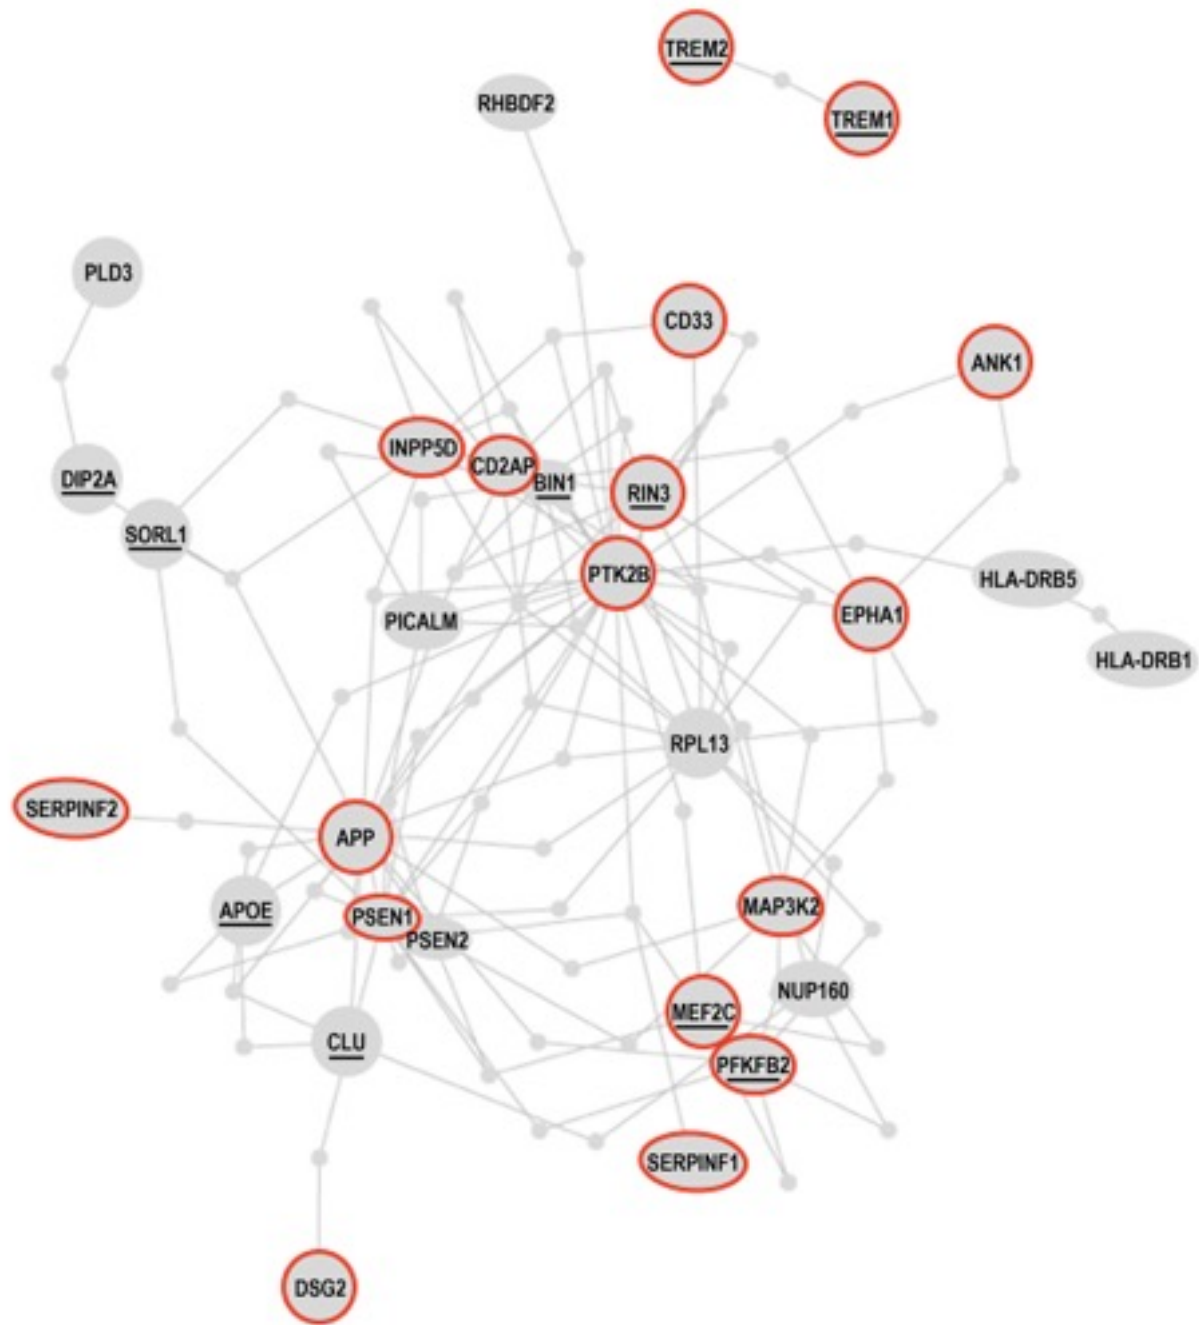 TREM2
RHBDF2
TREM1
PLD3
CD33
ANK1
INPP5D
CD2AP
BIN1
RIN3
DIP2A
SORL1
PTK2B
HLA-DRB5
PICALM
EPHA1
HLA-DRB1
RPL13
SERPINF2
APP
APOE
PSEN1
PSEN2
MAP3K2
NUP160
MEF2C
CLU
PFKFB2
SERPINF1
DSG2